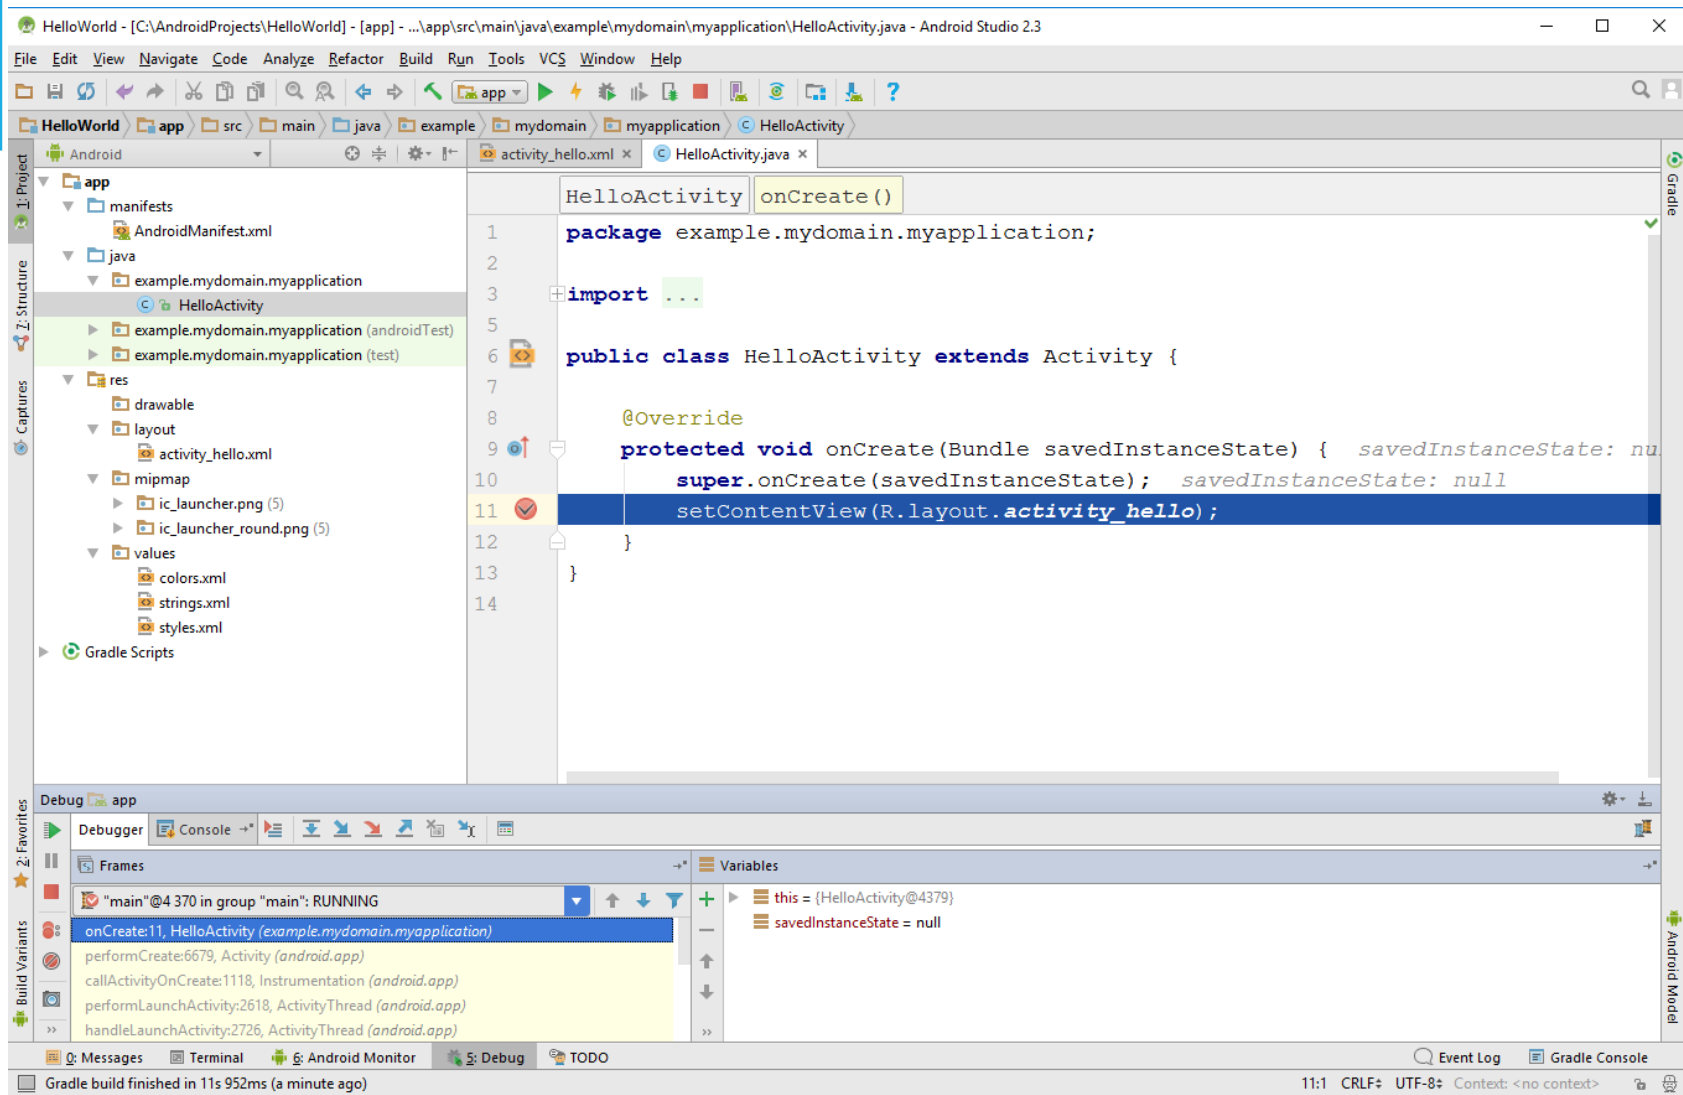 HelloWorld - [C:\AndroidProjects\HelloWorld] - [app] - ...\app\src\main\java\example\mydomain\myapplication\HelloActivity.java - Android Studio 2.3
File Edit View Navigate Code Analyze Refactor Build Run Tools VCS Window Help
app
HelloWorld app src main java example mydomain myapplication HelloActivity
1: Project
7: Structure
Captures
2: Favorites
Build Variants
Android
app
manifests
AndroidManifest.xml
java
example.mydomain.myapplication
HelloActivity
example.mydomain.myapplication (androidTest)
example.mydomain.myapplication (test)
res
drawable
layout
activity_hello.xml
mipmap
ic_launcher.png (5)
ic_launcher_round.png (5)
values
colors.xml
strings.xml
styles.xml
Gradle Scripts
activity_hello.xml HelloActivity.java
HelloActivity onCreate()
1 package example.mydomain.myapplication;
2
3 import ...
5
6 public class HelloActivity extends Activity {
7
8 @Override
9 protected void onCreate(Bundle savedInstanceState) { savedInstanceState: nu
10 super.onCreate(savedInstanceState); savedInstanceState: null
11 setContentView(R.layout.activity_hello);
12 }
13 }
14
Gradle
Android Model
Debug app
Debugger Console
Frames
"main"@4 370 in group "main": RUNNING
onCreate:11, HelloActivity (example.mydomain.myapplication)
performCreate:6679, Activity (android.app)
callActivityOnCreate:1118, Instrumentation (android.app)
performLaunchActivity:2618, ActivityThread (android.app)
handleLaunchActivity:2726, ActivityThread (android.app)
Variables
this = {HelloActivity@4379}
savedInstanceState = null
0: Messages Terminal 6: Android Monitor 5: Debug TODO Event Log Gradle Console
Gradle build finished in 11s 952ms (a minute ago) 11:1 CRLF UTF-8 Context: <no context>